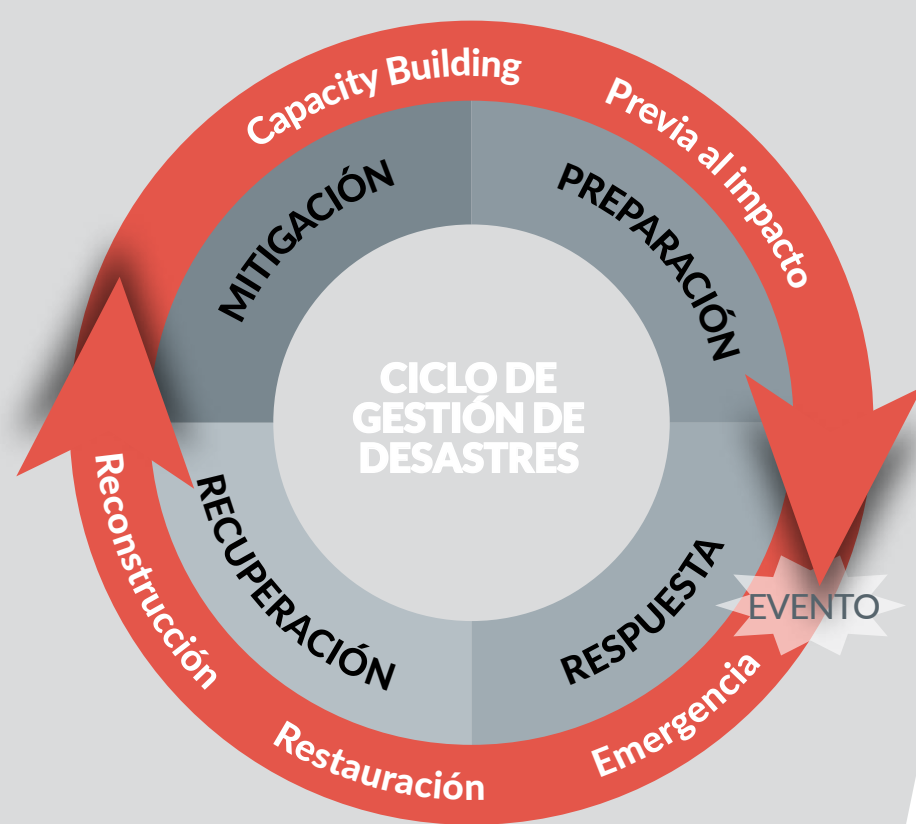 Capacity Building
Previa al impacto
MITIGACIÓN
PREPARACIÓN
CICLO DE
GESTIÓN DE
DESASTRES
Reconstrucción
RECUPERACIÓN
RESPUESTA
EVENTO
Emergencia
Restauración